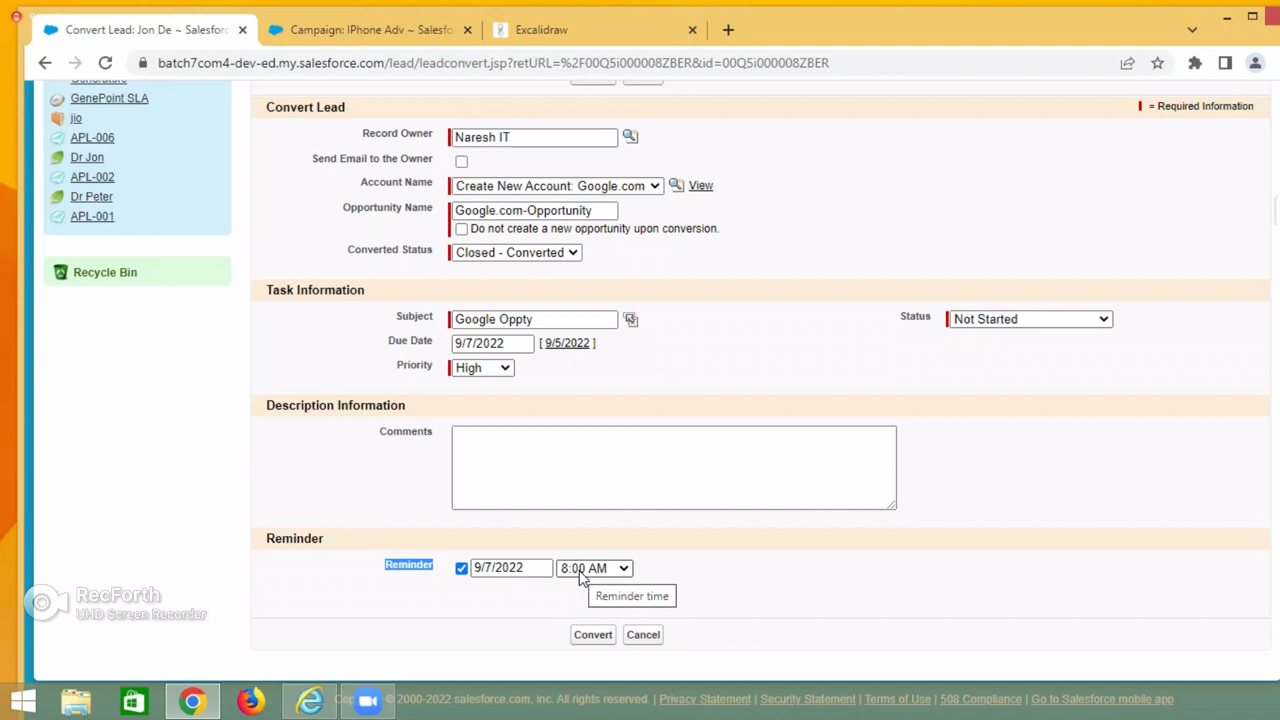 Convert Lead: Jon De ~ Salesforc
Campaign: IPhone Adv ~ Salesfo
Excalidraw
batch7com4-dev-ed.my.salesforce.com/lead/leadconvert.jsp?retURL=%2F00Q5i000008ZBER&id=00Q5i000008ZBER
Generators
GenePoint SLA
jio
APL-006
Dr Jon
APL-002
Dr Peter
APL-001
Recycle Bin
Convert Lead
= Required Information
Record Owner Naresh IT
Send Email to the Owner
Account Name Create New Account: Google.com View
Opportunity Name Google.com-Opportunity
Do not create a new opportunity upon conversion.
Converted Status Closed - Converted
Task Information
Subject Google Oppty Status Not Started
Due Date 9/7/2022 [ 9/5/2022 ]
Priority High
Description Information
Comments
Reminder
Reminder 9/7/2022 8:00 AM
Reminder time
RecForth
UHD Screen Recorder
Convert Cancel
2000-2022 salesforce.com, inc. All rights reserved. | Privacy Statement | Security Statement | Terms of Use | 508 Compliance | Go to Salesforce mobile app